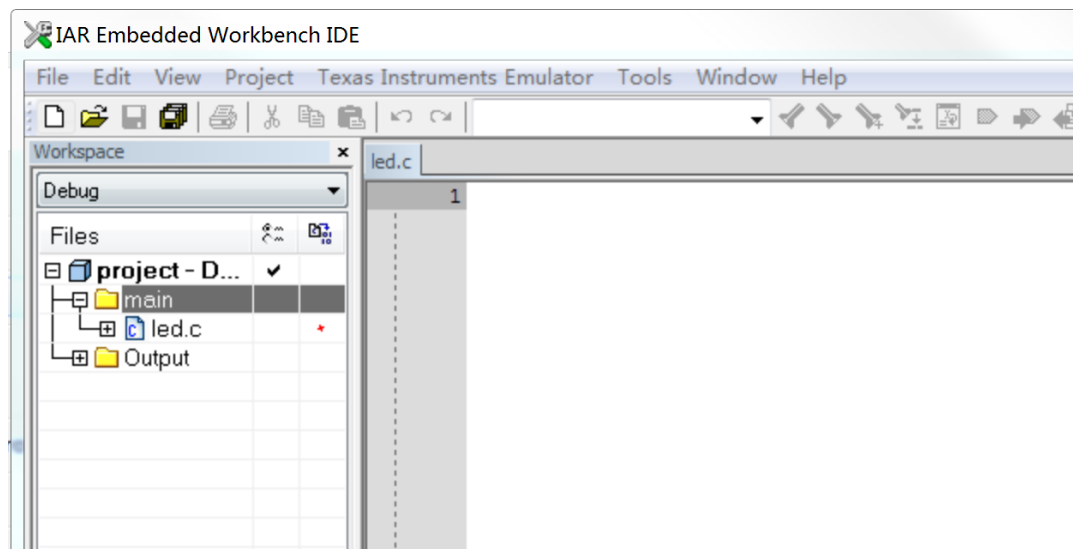 IAR Embedded Workbench IDE
File Edit View Project Texas Instruments Emulator Tools Window Help
Workspace
Debug
Files
project - D...
main
led.c
Output
led.c
1